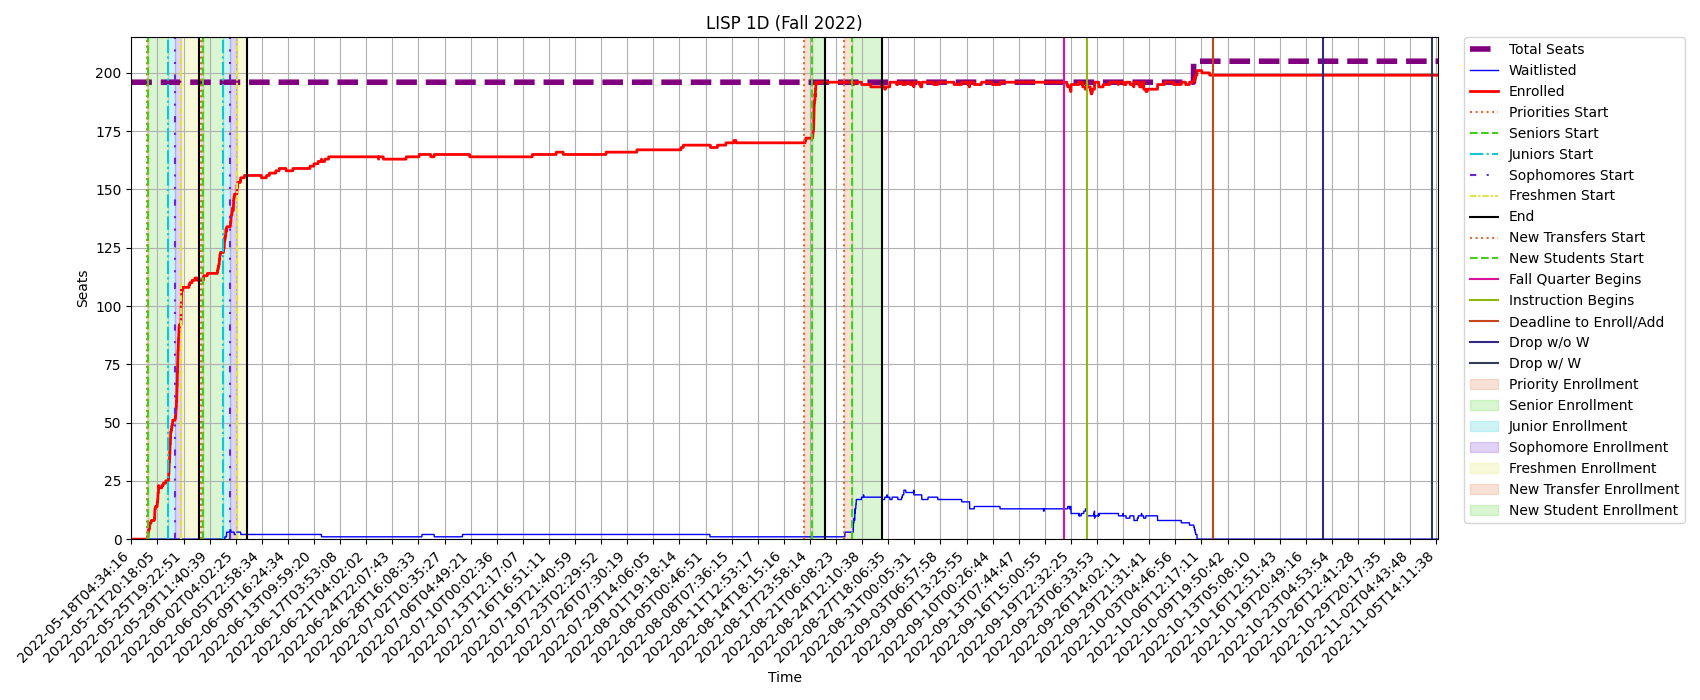 LISP 1D (Fall 2022)
Seats
200
175
150
125
100
75
50
25
0
2022-05-18T04:34:16
2022-05-21T20:18:05
2022-05-25T19:22:51
2022-05-29T11:40:39
2022-06-02T04:02:25
2022-06-05T22:58:34
2022-06-09T16:24:34
2022-06-13T09:59:20
2022-06-17T03:53:08
2022-06-21T04:02:02
2022-06-24T22:07:43
2022-06-28T16:08:33
2022-07-02T10:35:27
2022-07-06T04:49:21
2022-07-10T00:02:36
2022-07-13T12:17:07
2022-07-16T16:51:11
2022-07-19T21:40:59
2022-07-23T02:29:52
2022-07-26T07:30:19
2022-07-29T14:06:05
2022-08-01T19:18:14
2022-08-05T00:46:51
2022-08-08T07:36:15
2022-08-11T12:53:17
2022-08-14T18:15:16
2022-08-17T23:58:14
2022-08-21T06:08:23
2022-08-24T12:10:38
2022-08-27T18:06:35
2022-08-31T00:05:31
2022-09-03T06:57:58
2022-09-06T13:25:55
2022-09-10T00:26:44
2022-09-13T07:44:47
2022-09-16T15:00:55
2022-09-19T22:32:25
2022-09-23T06:33:53
2022-09-26T14:02:11
2022-09-29T21:31:41
2022-10-03T04:46:56
2022-10-06T12:17:11
2022-10-09T19:50:42
2022-10-13T05:08:10
2022-10-16T12:51:43
2022-10-19T20:49:16
2022-10-23T04:53:54
2022-10-26T12:41:28
2022-10-29T20:17:35
2022-11-02T04:43:48
2022-11-05T14:11:38
Time
Total Seats
Waitlisted
Enrolled
Priorities Start
Seniors Start
Juniors Start
Sophomores Start
Freshmen Start
End
New Transfers Start
New Students Start
Fall Quarter Begins
Instruction Begins
Deadline to Enroll/Add
Drop w/o W
Drop w/ W
Priority Enrollment
Senior Enrollment
Junior Enrollment
Sophomore Enrollment
Freshmen Enrollment
New Transfer Enrollment
New Student Enrollment